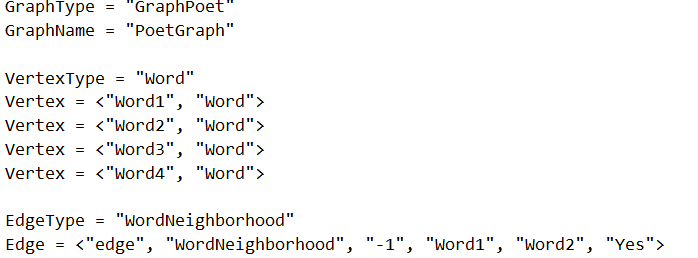 GraphType = "GraphPoet"
GraphName = "PoetGraph"
VertexType = "Word"
Vertex = <"Word1", "Word">
Vertex = <"Word2", "Word">
Vertex = <"Word3", "Word">
Vertex = <"Word4", "Word">
EdgeType = "WordNeighborhood"
Edge = <"edge", "WordNeighborhood", "-1", "Word1", "Word2", "Yes">